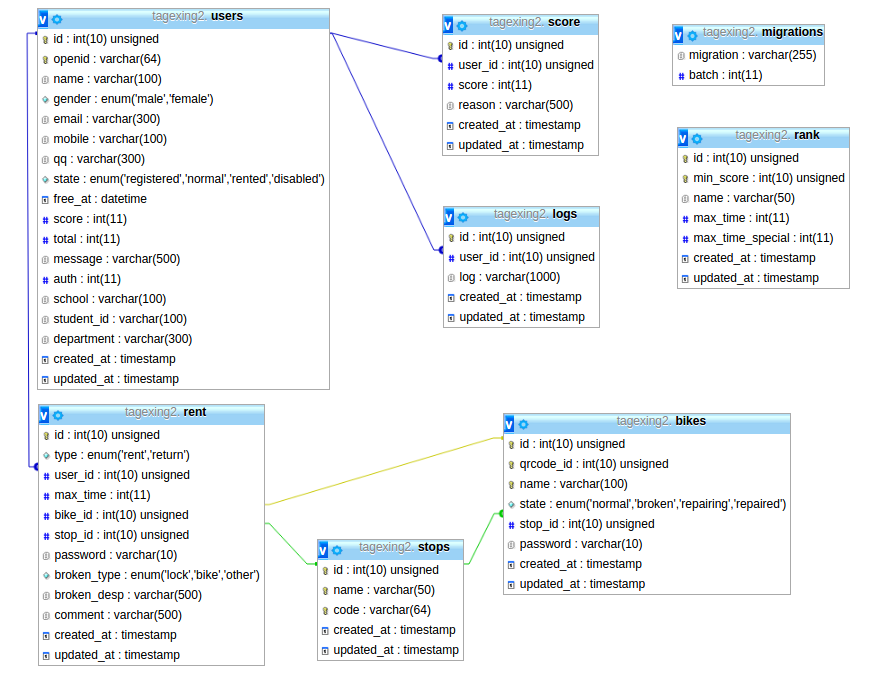 tagexing2. users
id : int(10) unsigned
openid : varchar(64)
name : varchar(100)
gender : enum('male','female')
email : varchar(300)
mobile : varchar(100)
qq : varchar(300)
state : enum('registered','normal','rented','disabled')
free_at : datetime
score : int(11)
total : int(11)
message : varchar(500)
auth : int(11)
school : varchar(100)
student_id : varchar(100)
department : varchar(300)
created_at : timestamp
updated_at : timestamp
tagexing2. score
id : int(10) unsigned
user_id : int(10) unsigned
score : int(11)
reason : varchar(500)
created_at : timestamp
updated_at : timestamp
tagexing2. migrations
migration : varchar(255)
batch : int(11)
tagexing2. rank
id : int(10) unsigned
min_score : int(10) unsigned
name : varchar(50)
max_time : int(11)
max_time_special : int(11)
created_at : timestamp
updated_at : timestamp
tagexing2. logs
id : int(10) unsigned
user_id : int(10) unsigned
log : varchar(1000)
created_at : timestamp
updated_at : timestamp
tagexing2. rent
id : int(10) unsigned
type : enum('rent','return')
user_id : int(10) unsigned
max_time : int(11)
bike_id : int(10) unsigned
stop_id : int(10) unsigned
password : varchar(10)
broken_type : enum('lock','bike','other')
broken_desp : varchar(500)
comment : varchar(500)
created_at : timestamp
updated_at : timestamp
tagexing2. stops
id : int(10) unsigned
name : varchar(50)
code : varchar(64)
created_at : timestamp
updated_at : timestamp
tagexing2. bikes
id : int(10) unsigned
qrcode_id : int(10) unsigned
name : varchar(100)
state : enum('normal','broken','repairing','repaired')
stop_id : int(10) unsigned
password : varchar(10)
created_at : timestamp
updated_at : timestamp